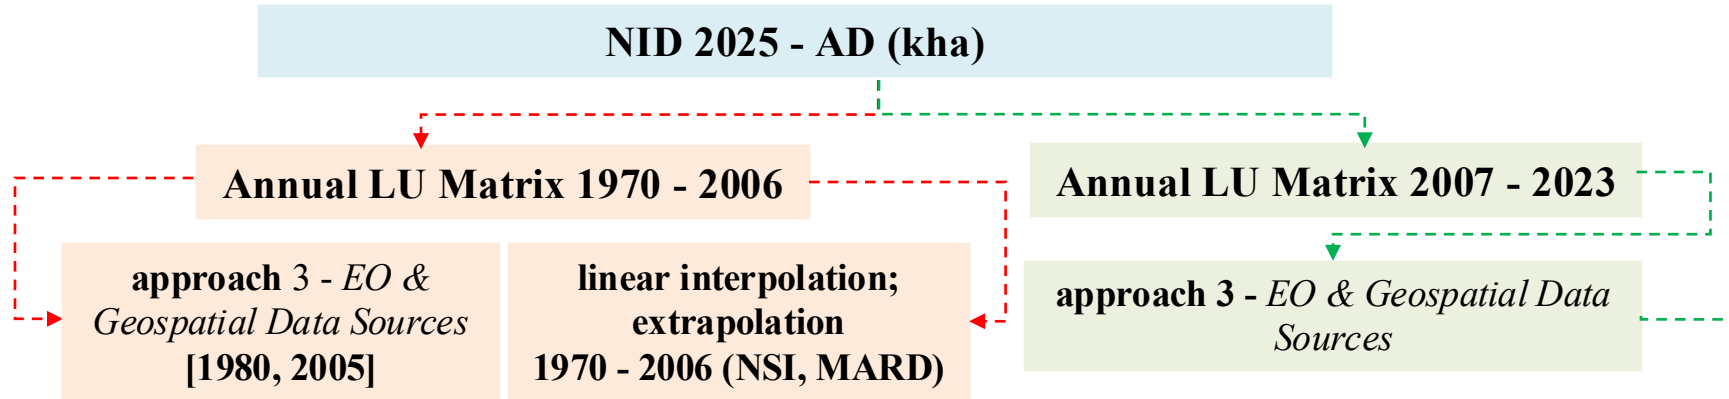 NID 2025 - AD (kha)
Annual LU Matrix 1970 - 2006
Annual LU Matrix 2007 - 2023
approach 3 - EO &
Geospatial Data Sources
[1980, 2005]
linear interpolation;
extrapolation
1970 - 2006 (NSI, MARD)
approach 3 - EO & Geospatial Data
Sources